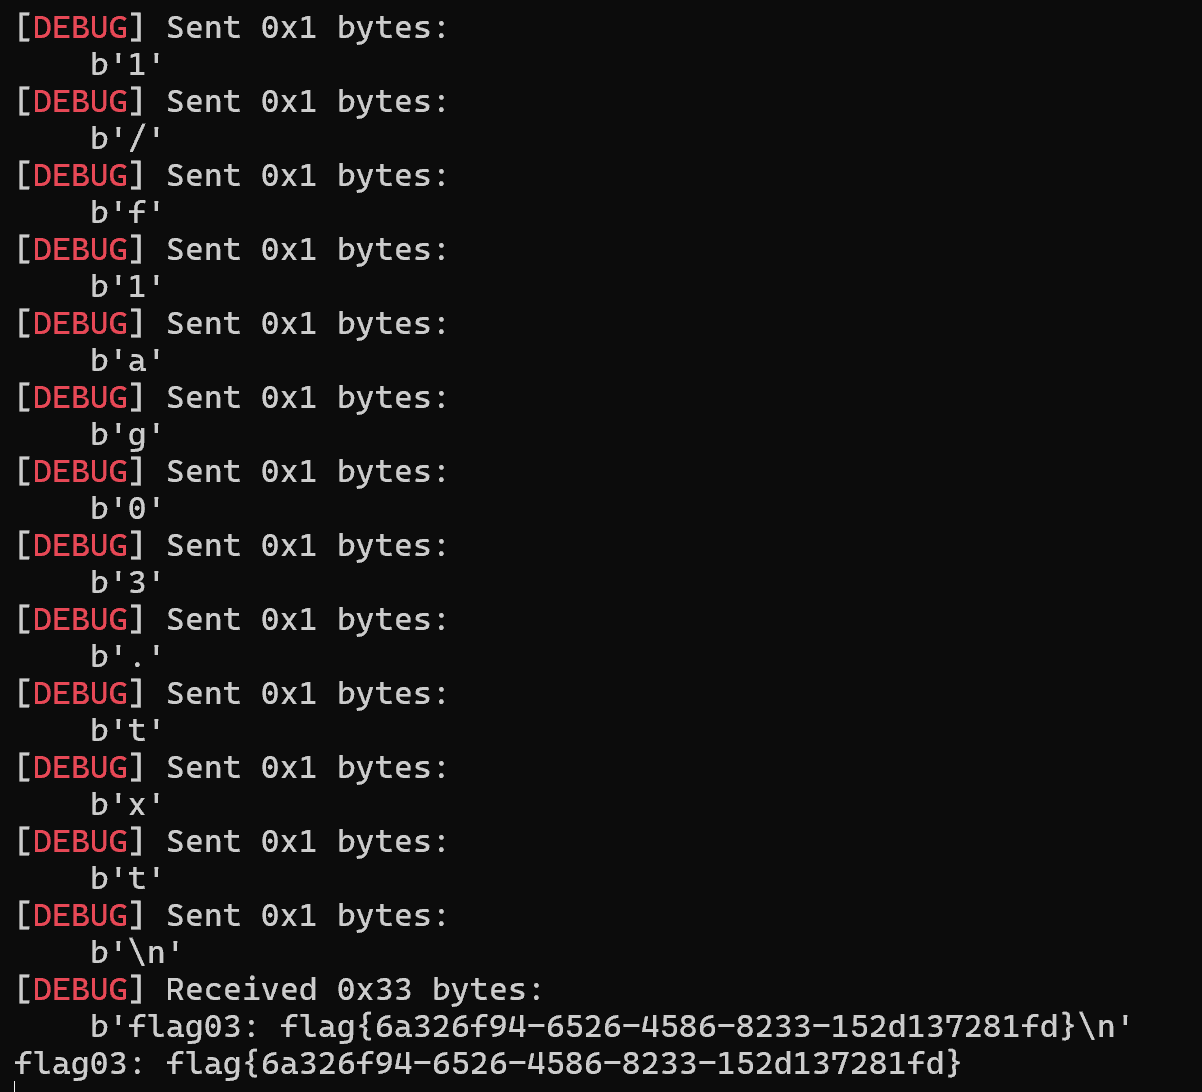 [DEBUG] Sent 0x1 bytes:
    b'1'
[DEBUG] Sent 0x1 bytes:
    b'/'
[DEBUG] Sent 0x1 bytes:
    b'f'
[DEBUG] Sent 0x1 bytes:
    b'1'
[DEBUG] Sent 0x1 bytes:
    b'a'
[DEBUG] Sent 0x1 bytes:
    b'g'
[DEBUG] Sent 0x1 bytes:
    b'0'
[DEBUG] Sent 0x1 bytes:
    b'3'
[DEBUG] Sent 0x1 bytes:
    b'.'
[DEBUG] Sent 0x1 bytes:
    b't'
[DEBUG] Sent 0x1 bytes:
    b'x'
[DEBUG] Sent 0x1 bytes:
    b't'
[DEBUG] Sent 0x1 bytes:
    b'\n'
[DEBUG] Received 0x33 bytes:
    b'flag03: flag{6a326f94-6526-4586-8233-152d137281fd}\n'
flag03: flag{6a326f94-6526-4586-8233-152d137281fd}